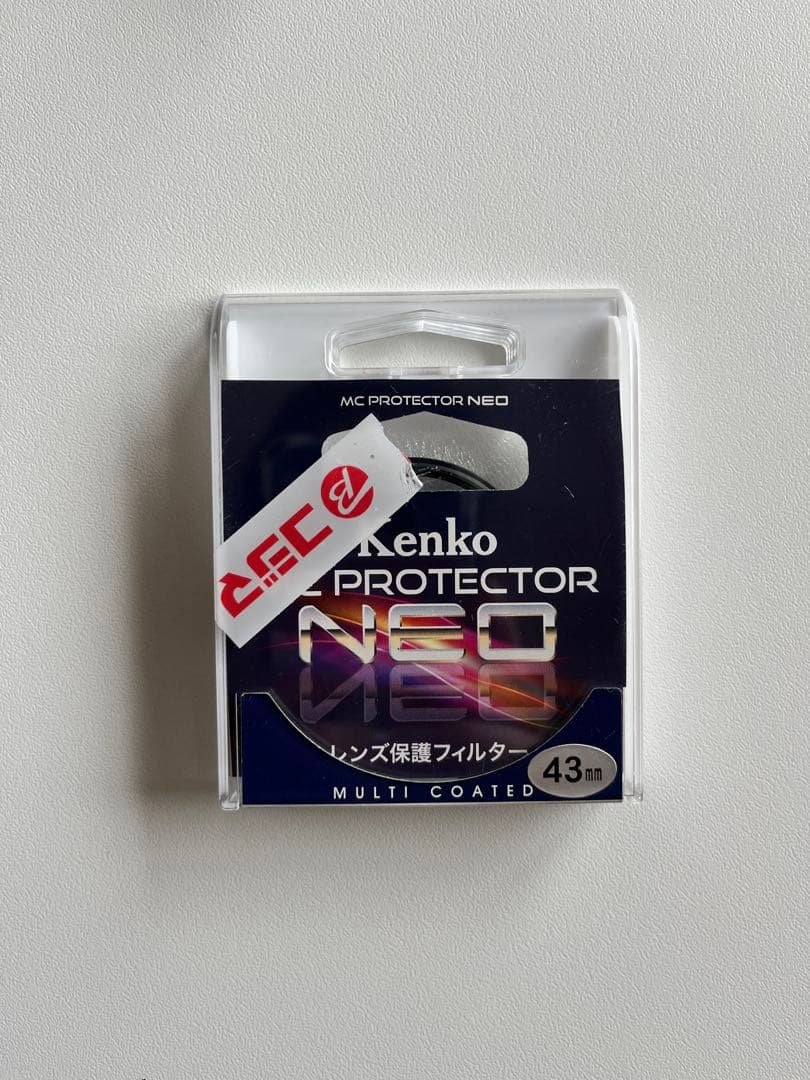 MC PROTECTOR NEO
Kenko
PROTECTOR
NEO
レンズ保護フィルター
43mm
MULTI COATED